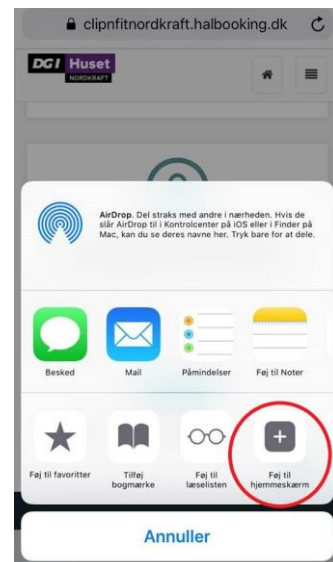 clipnfitnordkraft.halbooking.dk
DGI Huset
NORDKRAFT
AirDrop. Del straks med andre i nærheden. Hvis de
slår AirDrop til i Kontrolcenter på iOS eller i Finder på
Mac, kan du se deres navne her. Tryk bare for at dele.
Besked
Mail
Påmindelser
Føj til Noter
Føj til favoritter
Tilføj
bogmærke
Føj til
læselisten
Føj til
hjemmeskærm
Annuller